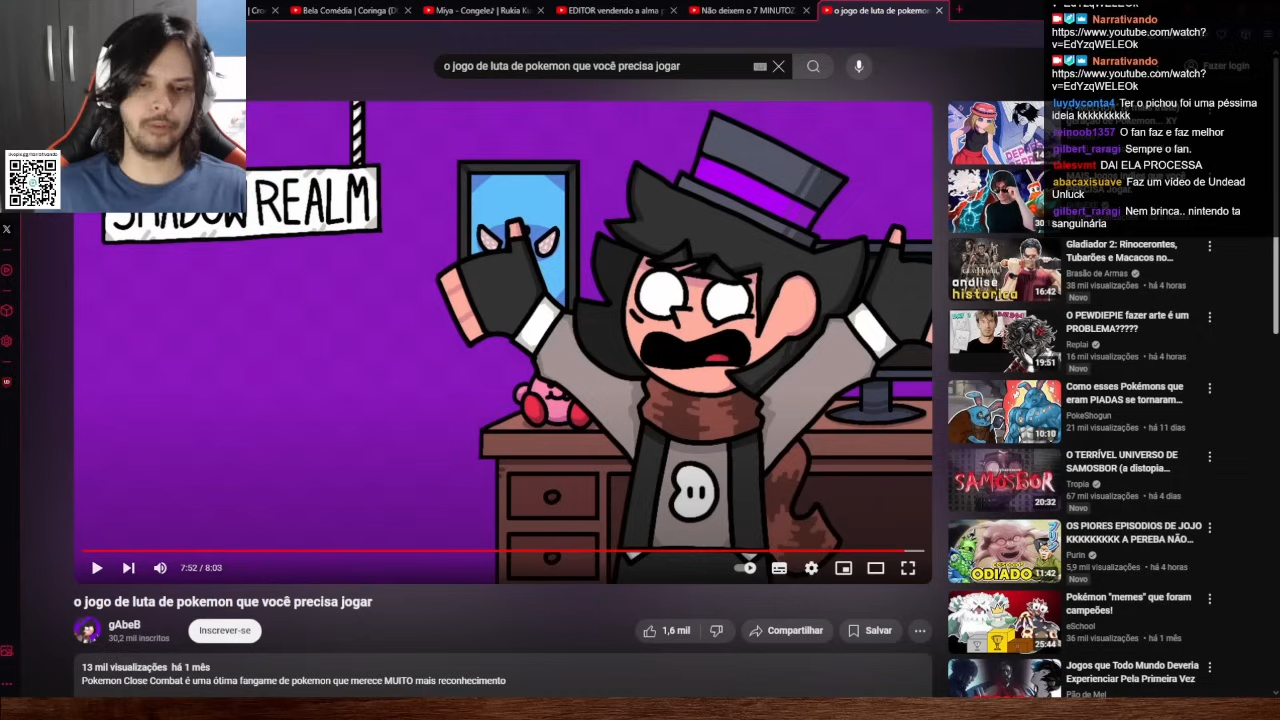 | Cro
Bela Comédia | Coringa (D
Miya - Congelez | Rukia Ku
EDITOR vendendo a alma p
Não deixem o 7 MINUTOZ
o jogo de luta de pokemon
o jogo de luta de pokemon que você precisa jogar
Fazer login
Narrativando
https://www.youtube.com/watch?
v=EdYzqWELEOk
Narrativando
https://www.youtube.com/watch?
v=EdYzqWELEOk
luydyconta4 Ter o pichou foi uma péssima
ideia kkkkkkkkkk
reinoob1357 O fan faz e faz melhor
gilbert_raragi Sempre o fan.
talesvmt DAI ELA PROCESSA
abacaxisuave Faz um vídeo de Undead
Unluck
gilbert_raragi Nem brinca.. nintendo ta
sanguinária
SHADOW REALM
7:52 / 8:03
o jogo de luta de pokemon que você precisa jogar
gAbeB
30,2 mil inscritos
Inscrever-se
1,6 mil
Compartilhar
Salvar
13 mil visualizações há 1 mês
Pokemon Close Combat é uma ótima fangame de pokemon que merece MUITO mais reconhecimento
análise
histórica
16:42
Gladiador 2: Rinocerontes,
Tubarões e Macacos no...
Brasão de Armas
38 mil visualizações • há 4 horas
Novo
19:51
O PEWDIEPIE fazer arte é um
PROBLEMA?????
Replai
16 mil visualizações • há 4 horas
Novo
10:10
Como esses Pokémons que
eram PIADAS se tornaram...
PokeShogun
21 mil visualizações • há 11 dias
SAMOSBOR
20:32
O TERRÍVEL UNIVERSO DE
SAMOSBOR (a distopia...
Tropia
67 mil visualizações • há 4 dias
Novo
ODIADO
11:42
OS PIORES EPISODIOS DE JOJO
KKKKKKKKK A PEREBA NÃO...
Purin
5,9 mil visualizações • há 4 horas
Novo
25:44
Pokémon "memes" que foram
campeões!
eSchool
36 mil visualizações • há 1 mês
Jogos que Todo Mundo Deveria
Experienciar Pela Primeira Vez
Pão de Mel